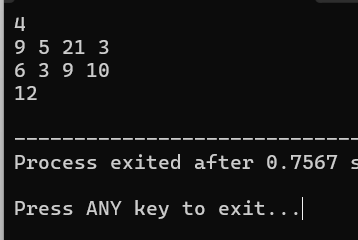 4
9 5 21 3
6 3 9 10
12
--------------------------------
Process exited after 0.7567 s
Press ANY key to exit...